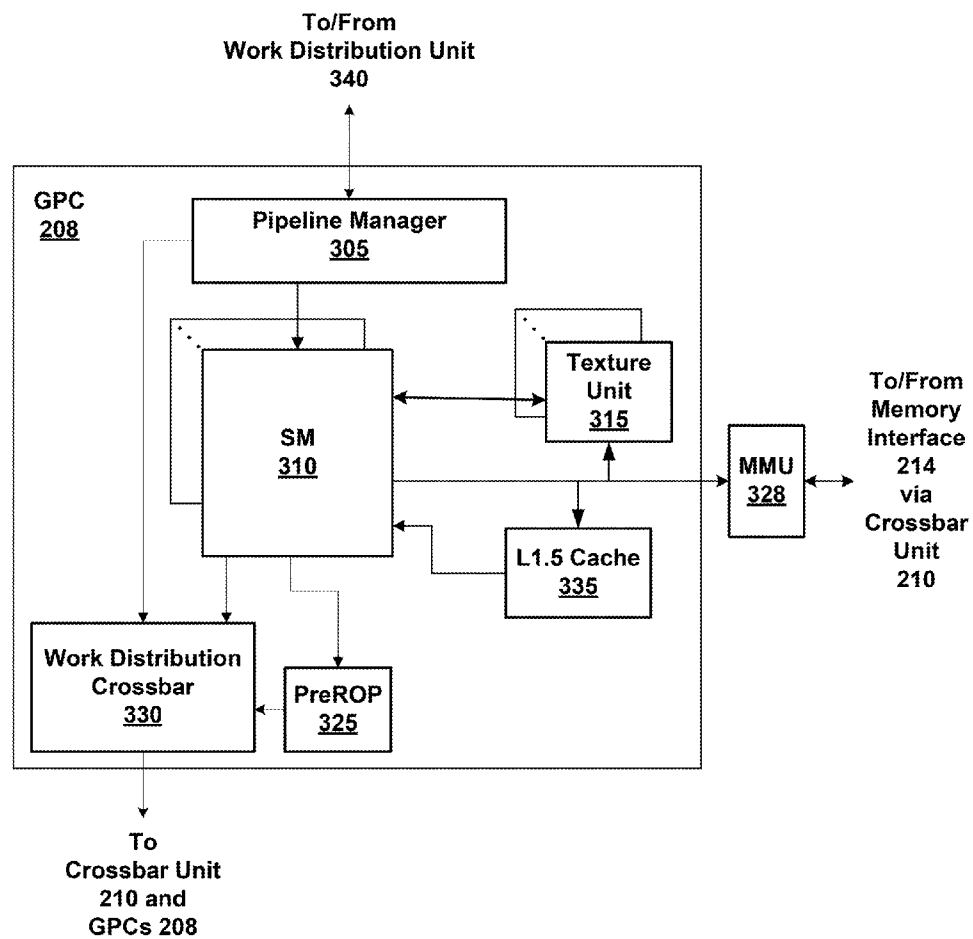 To/From
Work Distribution Unit
340
GPC
208
Pipeline Manager
305
SM
310
Texture
Unit
315
MMU
328
To/From
Memory
Interface
214
via
Crossbar
Unit
210
L1.5 Cache
335
Work Distribution
Crossbar
330
PreROP
325
To
Crossbar Unit
210 and
GPCs 208